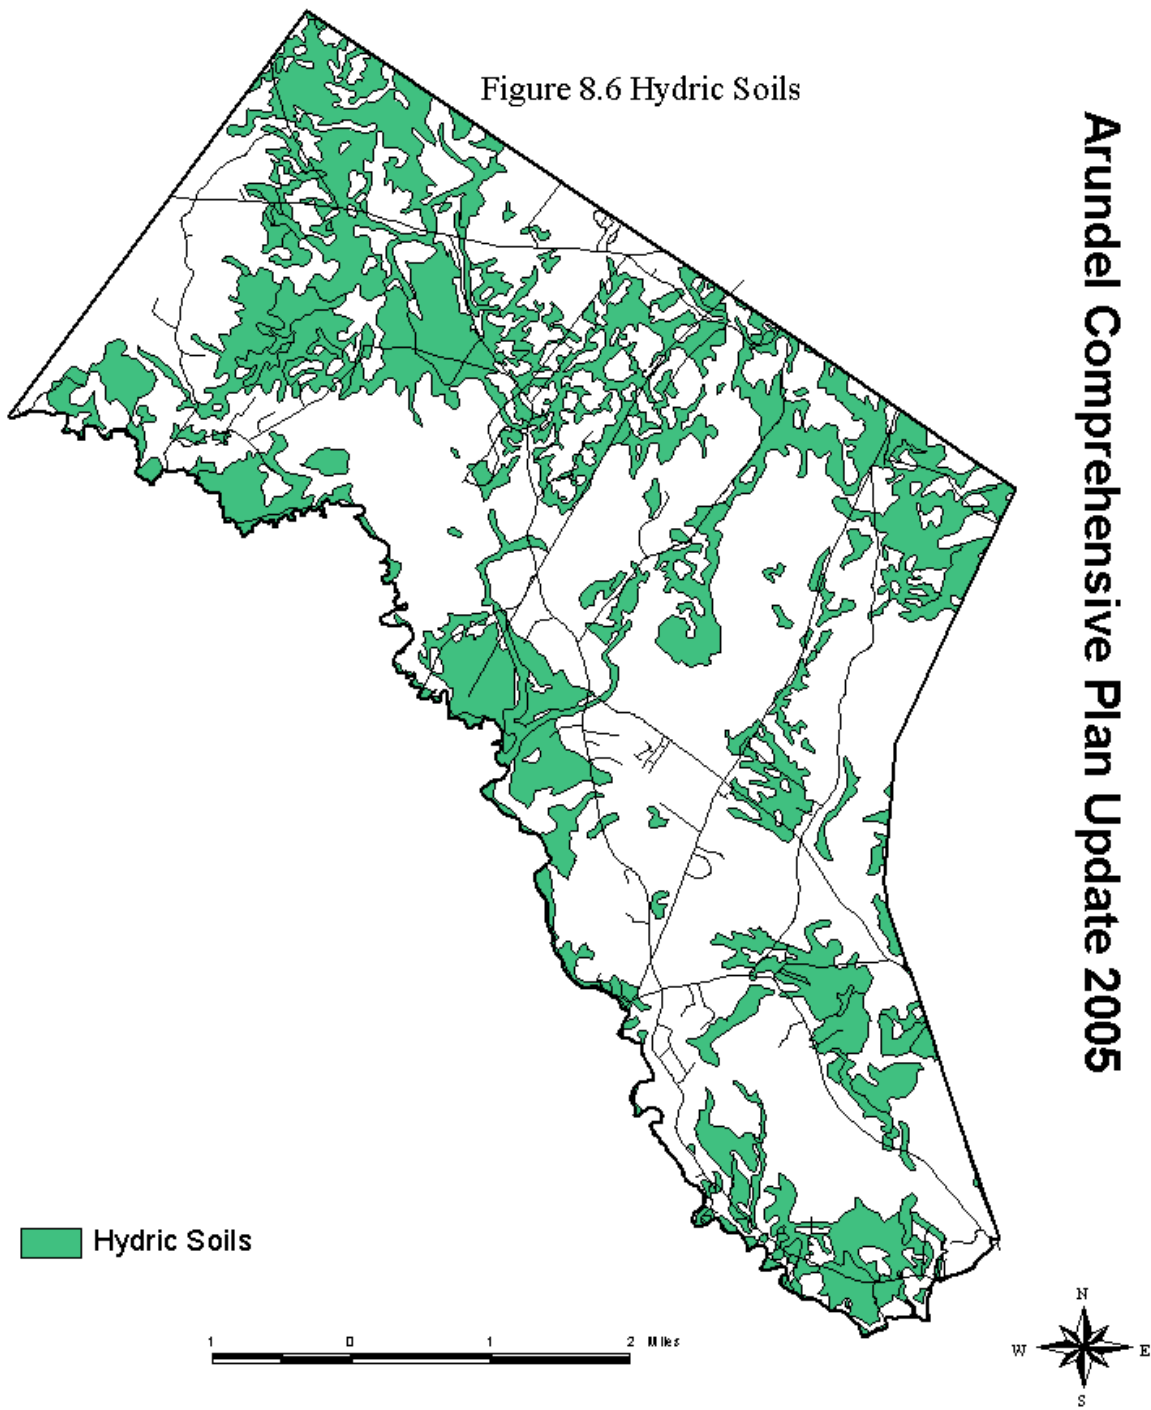 Figure 8.6 Hydric Soils
Arundel Comprehensive Plan Update 2005
Hydric Soils
1 0 1 2 Miles
N
W E
S